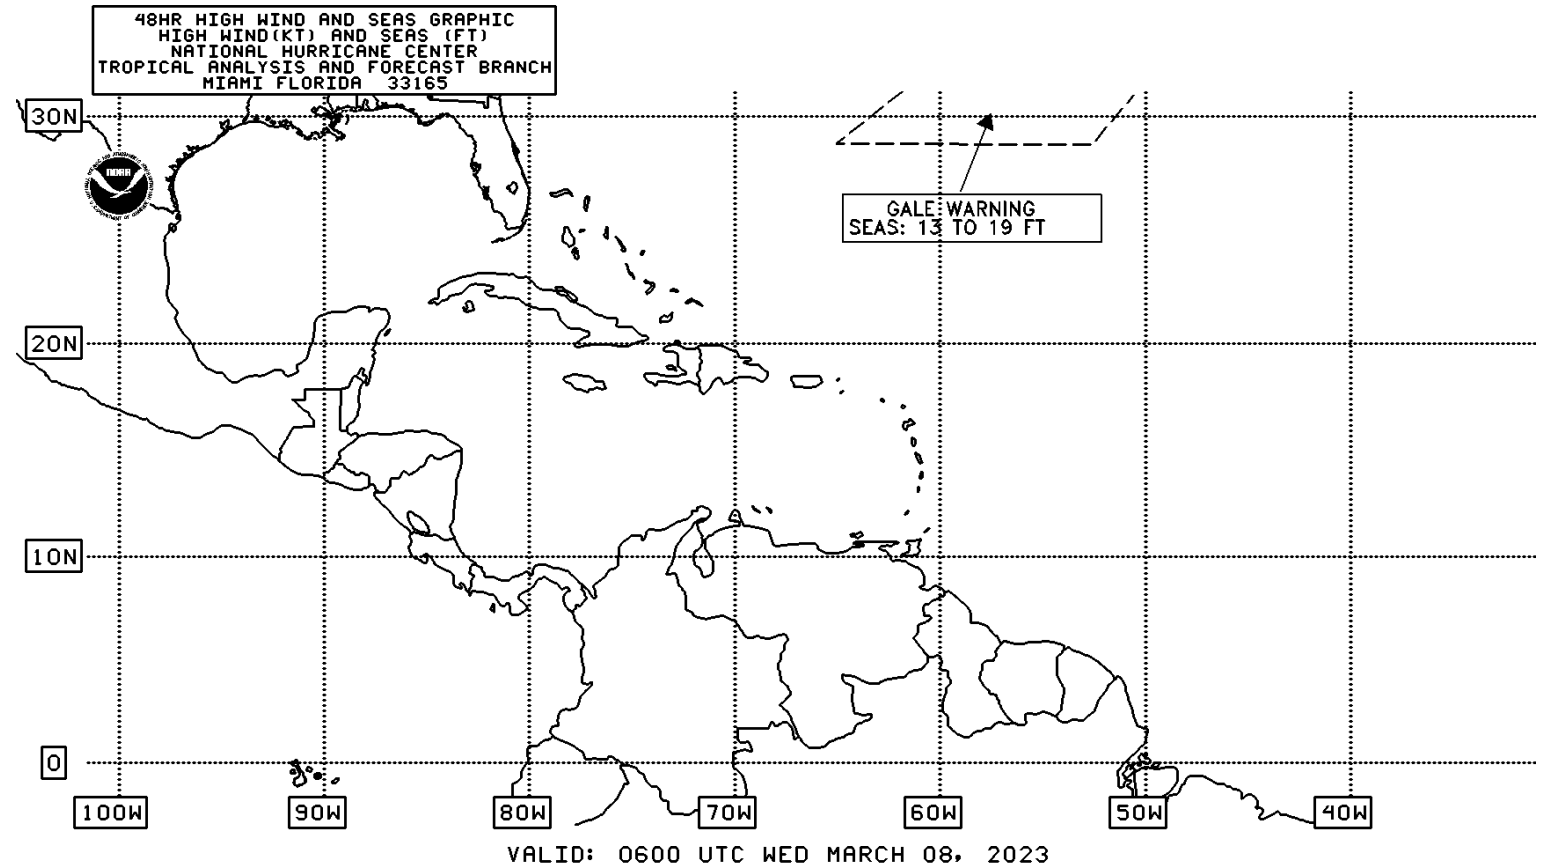 48HR HIGH WIND AND SEAS GRAPHIC
HIGH WIND(KT) AND SEAS (FT)
NATIONAL HURRICANE CENTER
TROPICAL ANALYSIS AND FORECAST BRANCH
MIAMI FLORIDA 33165
30N
NOAA
GALE WARNING
SEAS: 13 TO 19 FT
20N
10N
0
100W 90W 80W 70W 60W 50W 40W
VALID: 0600 UTC WED MARCH 08, 2023